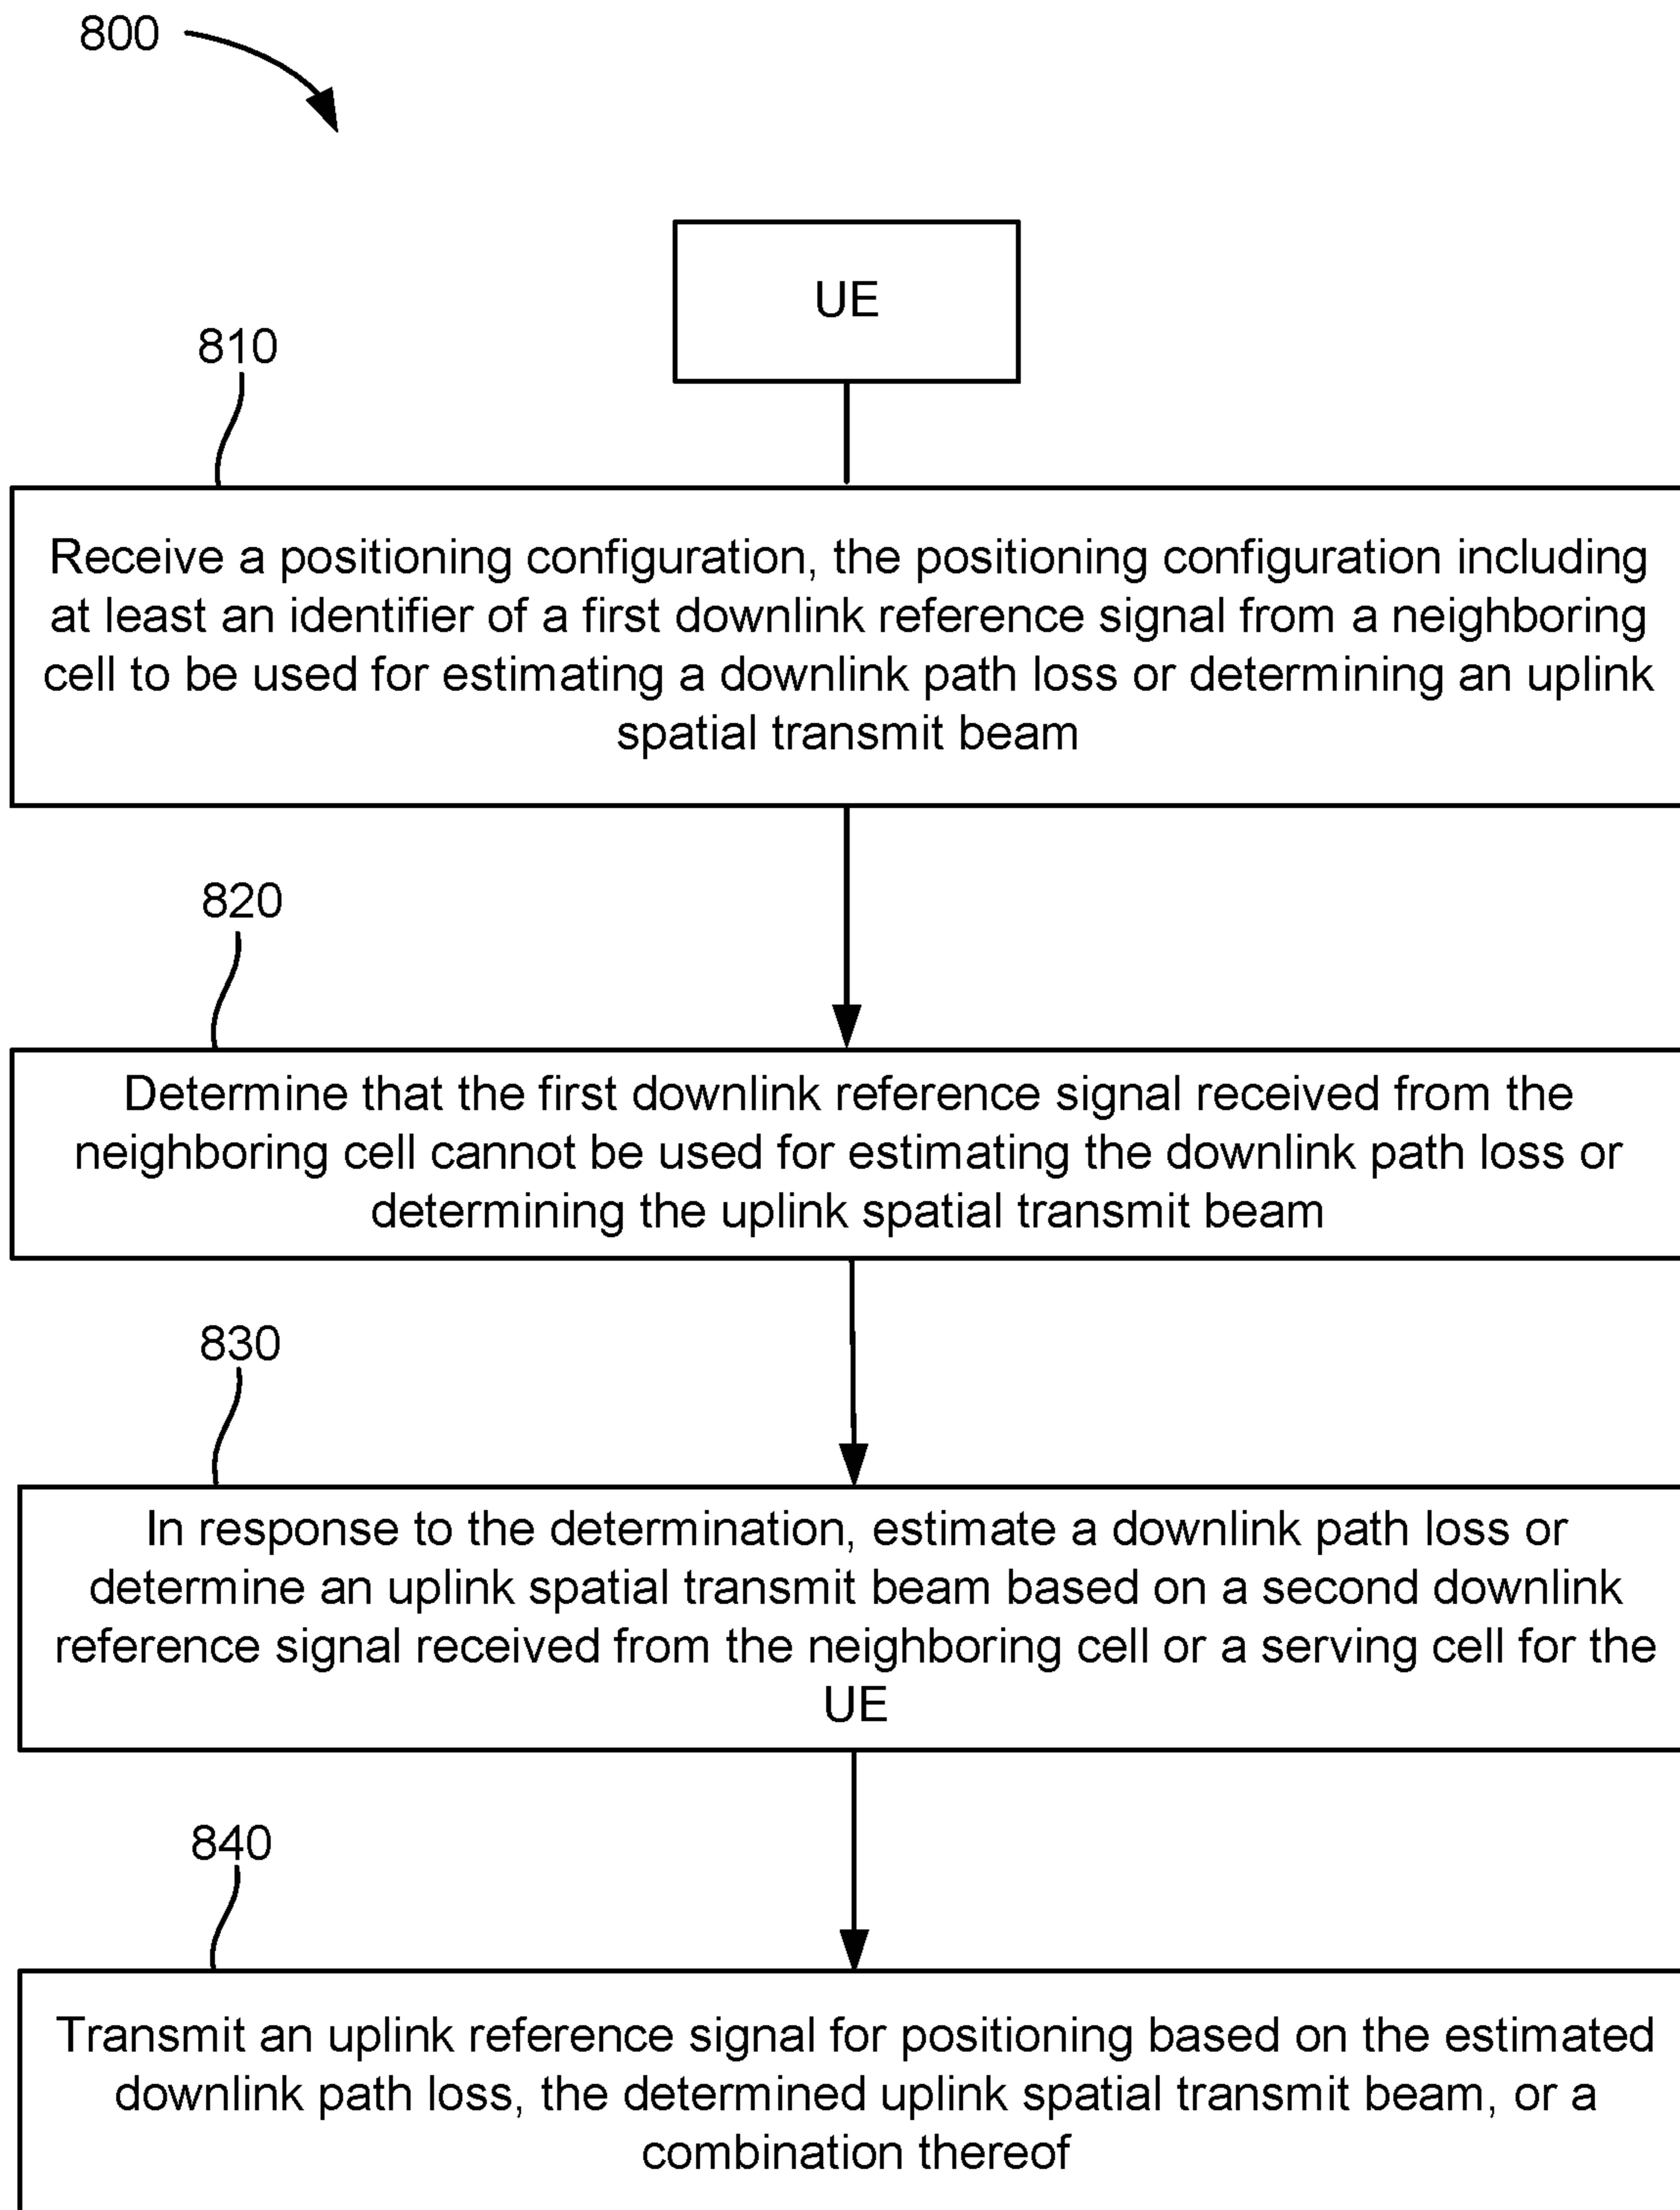 800
UE
810
Receive a positioning configuration, the positioning configuration including
at least an identifier of a first downlink reference signal from a neighboring
cell to be used for estimating a downlink path loss or determining an uplink
spatial transmit beam
820
Determine that the first downlink reference signal received from the
neighboring cell cannot be used for estimating the downlink path loss or
determining the uplink spatial transmit beam
830
In response to the determination, estimate a downlink path loss or
determine an uplink spatial transmit beam based on a second downlink
reference signal received from the neighboring cell or a serving cell for the
UE
840
Transmit an uplink reference signal for positioning based on the estimated
downlink path loss, the determined uplink spatial transmit beam, or a
combination thereof